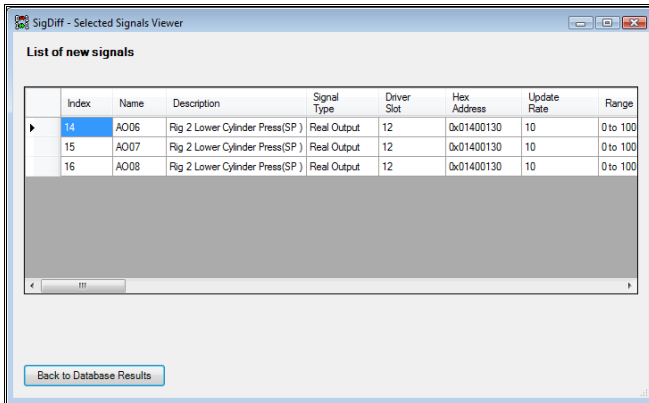 SigDiff - Selected Signals Viewer
List of new signals
Index Name Description Signal Type Driver Slot Hex Address Update Rate Range
14 AO06 Rig 2 Lower Cylinder Press(SP ) Real Output 12 0x01400130 10 0 to 100
15 AO07 Rig 2 Lower Cylinder Press(SP ) Real Output 12 0x01400130 10 0 to 100
16 AO08 Rig 2 Lower Cylinder Press(SP ) Real Output 12 0x01400130 10 0 to 100
Back to Database Results